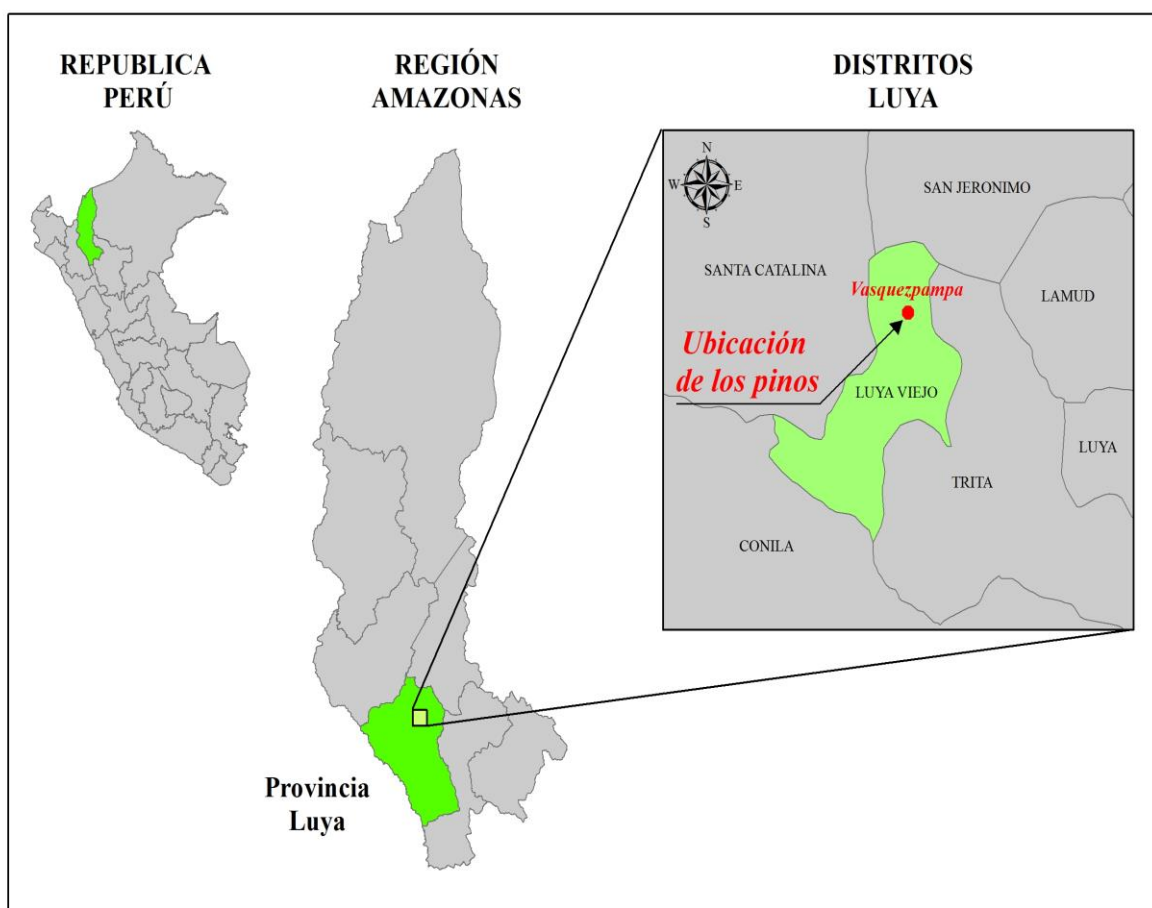 REPUBLICA
PERÚ
REGIÓN
AMAZONAS
DISTRITOS
LUYA
N
W
E
S
SAN JERONIMO
SANTA CATALINA
LAMUD
Vasquezpampa
Ubicación
de los pinos
LUYA VIEJO
LUYA
TRITA
CONILA
Provincia
Luya